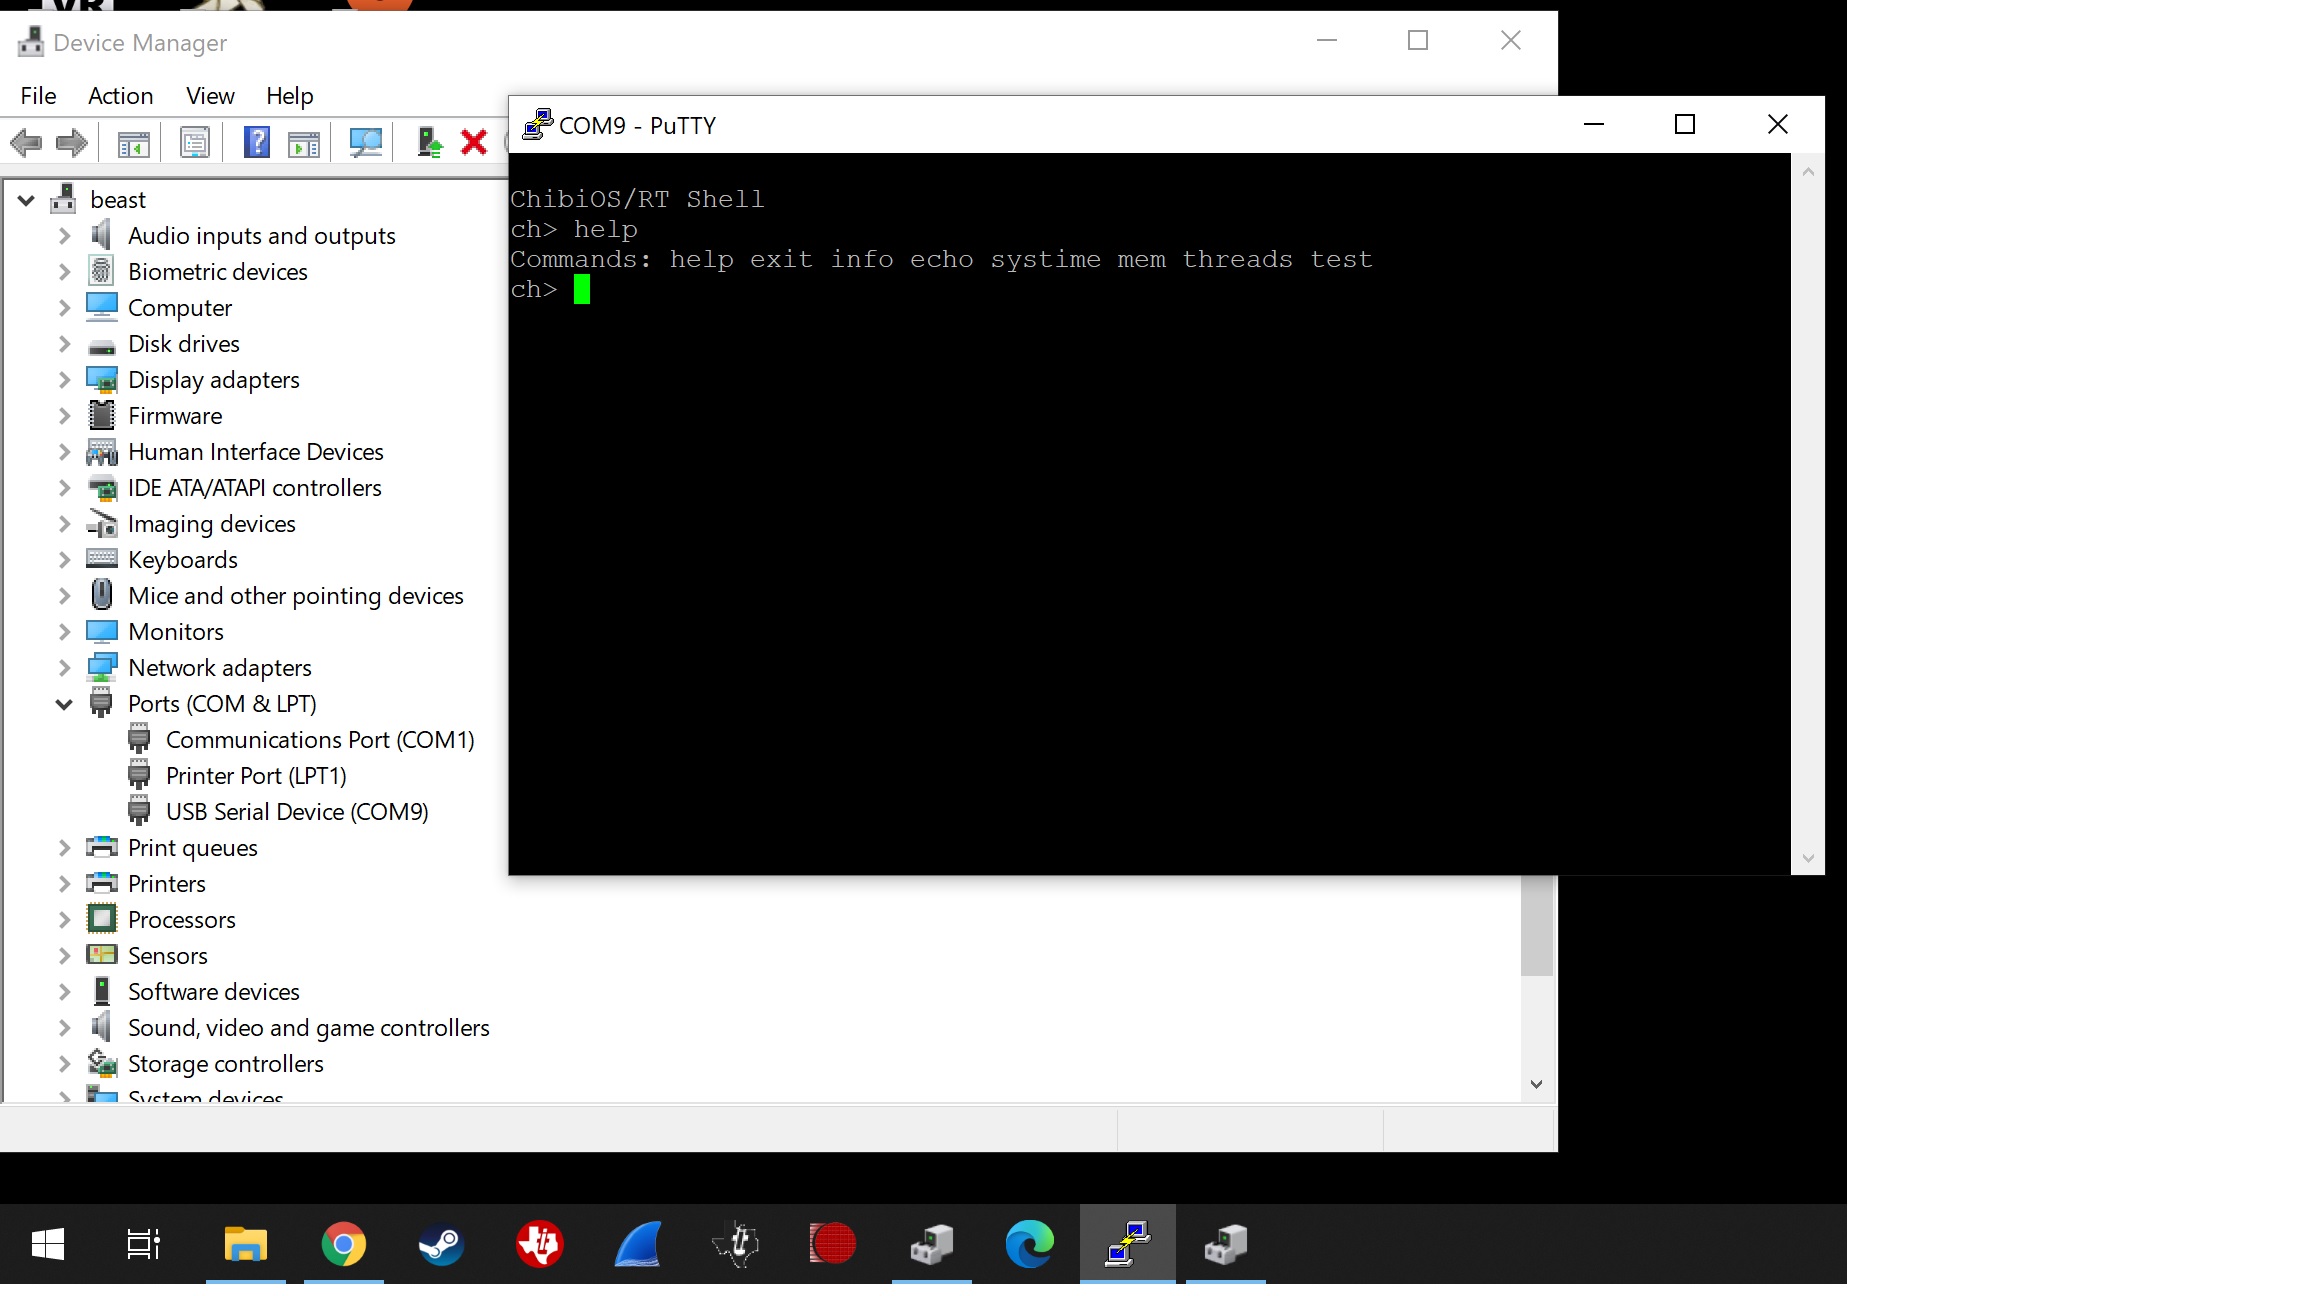 VR
Device Manager
File Action View Help
beast
Audio inputs and outputs
Biometric devices
Computer
Disk drives
Display adapters
Firmware
Human Interface Devices
IDE ATA/ATAPI controllers
Imaging devices
Keyboards
Mice and other pointing devices
Monitors
Network adapters
Ports (COM & LPT)
Communications Port (COM1)
Printer Port (LPT1)
USB Serial Device (COM9)
Print queues
Printers
Processors
Sensors
Software devices
Sound, video and game controllers
Storage controllers
System devices
COM9 - PuTTY
ChibiOS/RT Shell
ch> help
Commands: help exit info echo systime mem threads test
ch>